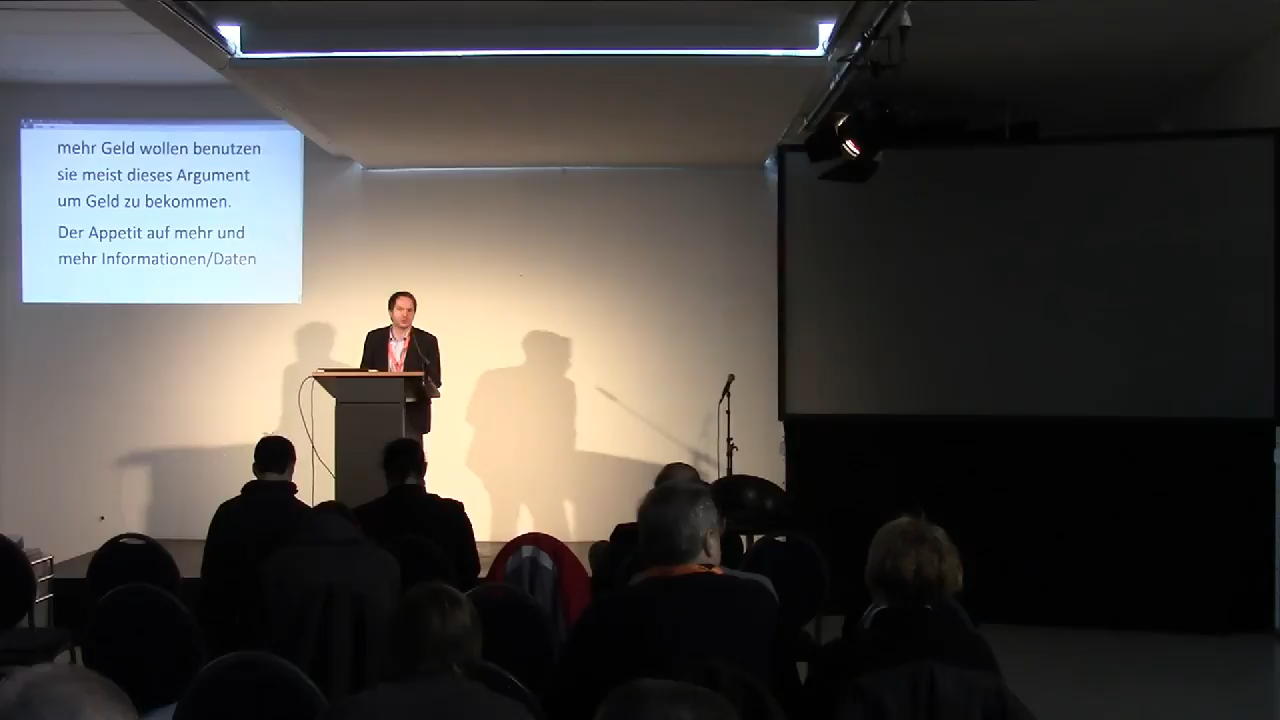 mehr Geld wollen benutzen
sie meist dieses Argument
um Geld zu bekommen.
Der Appetit auf mehr und
mehr Informationen/Daten